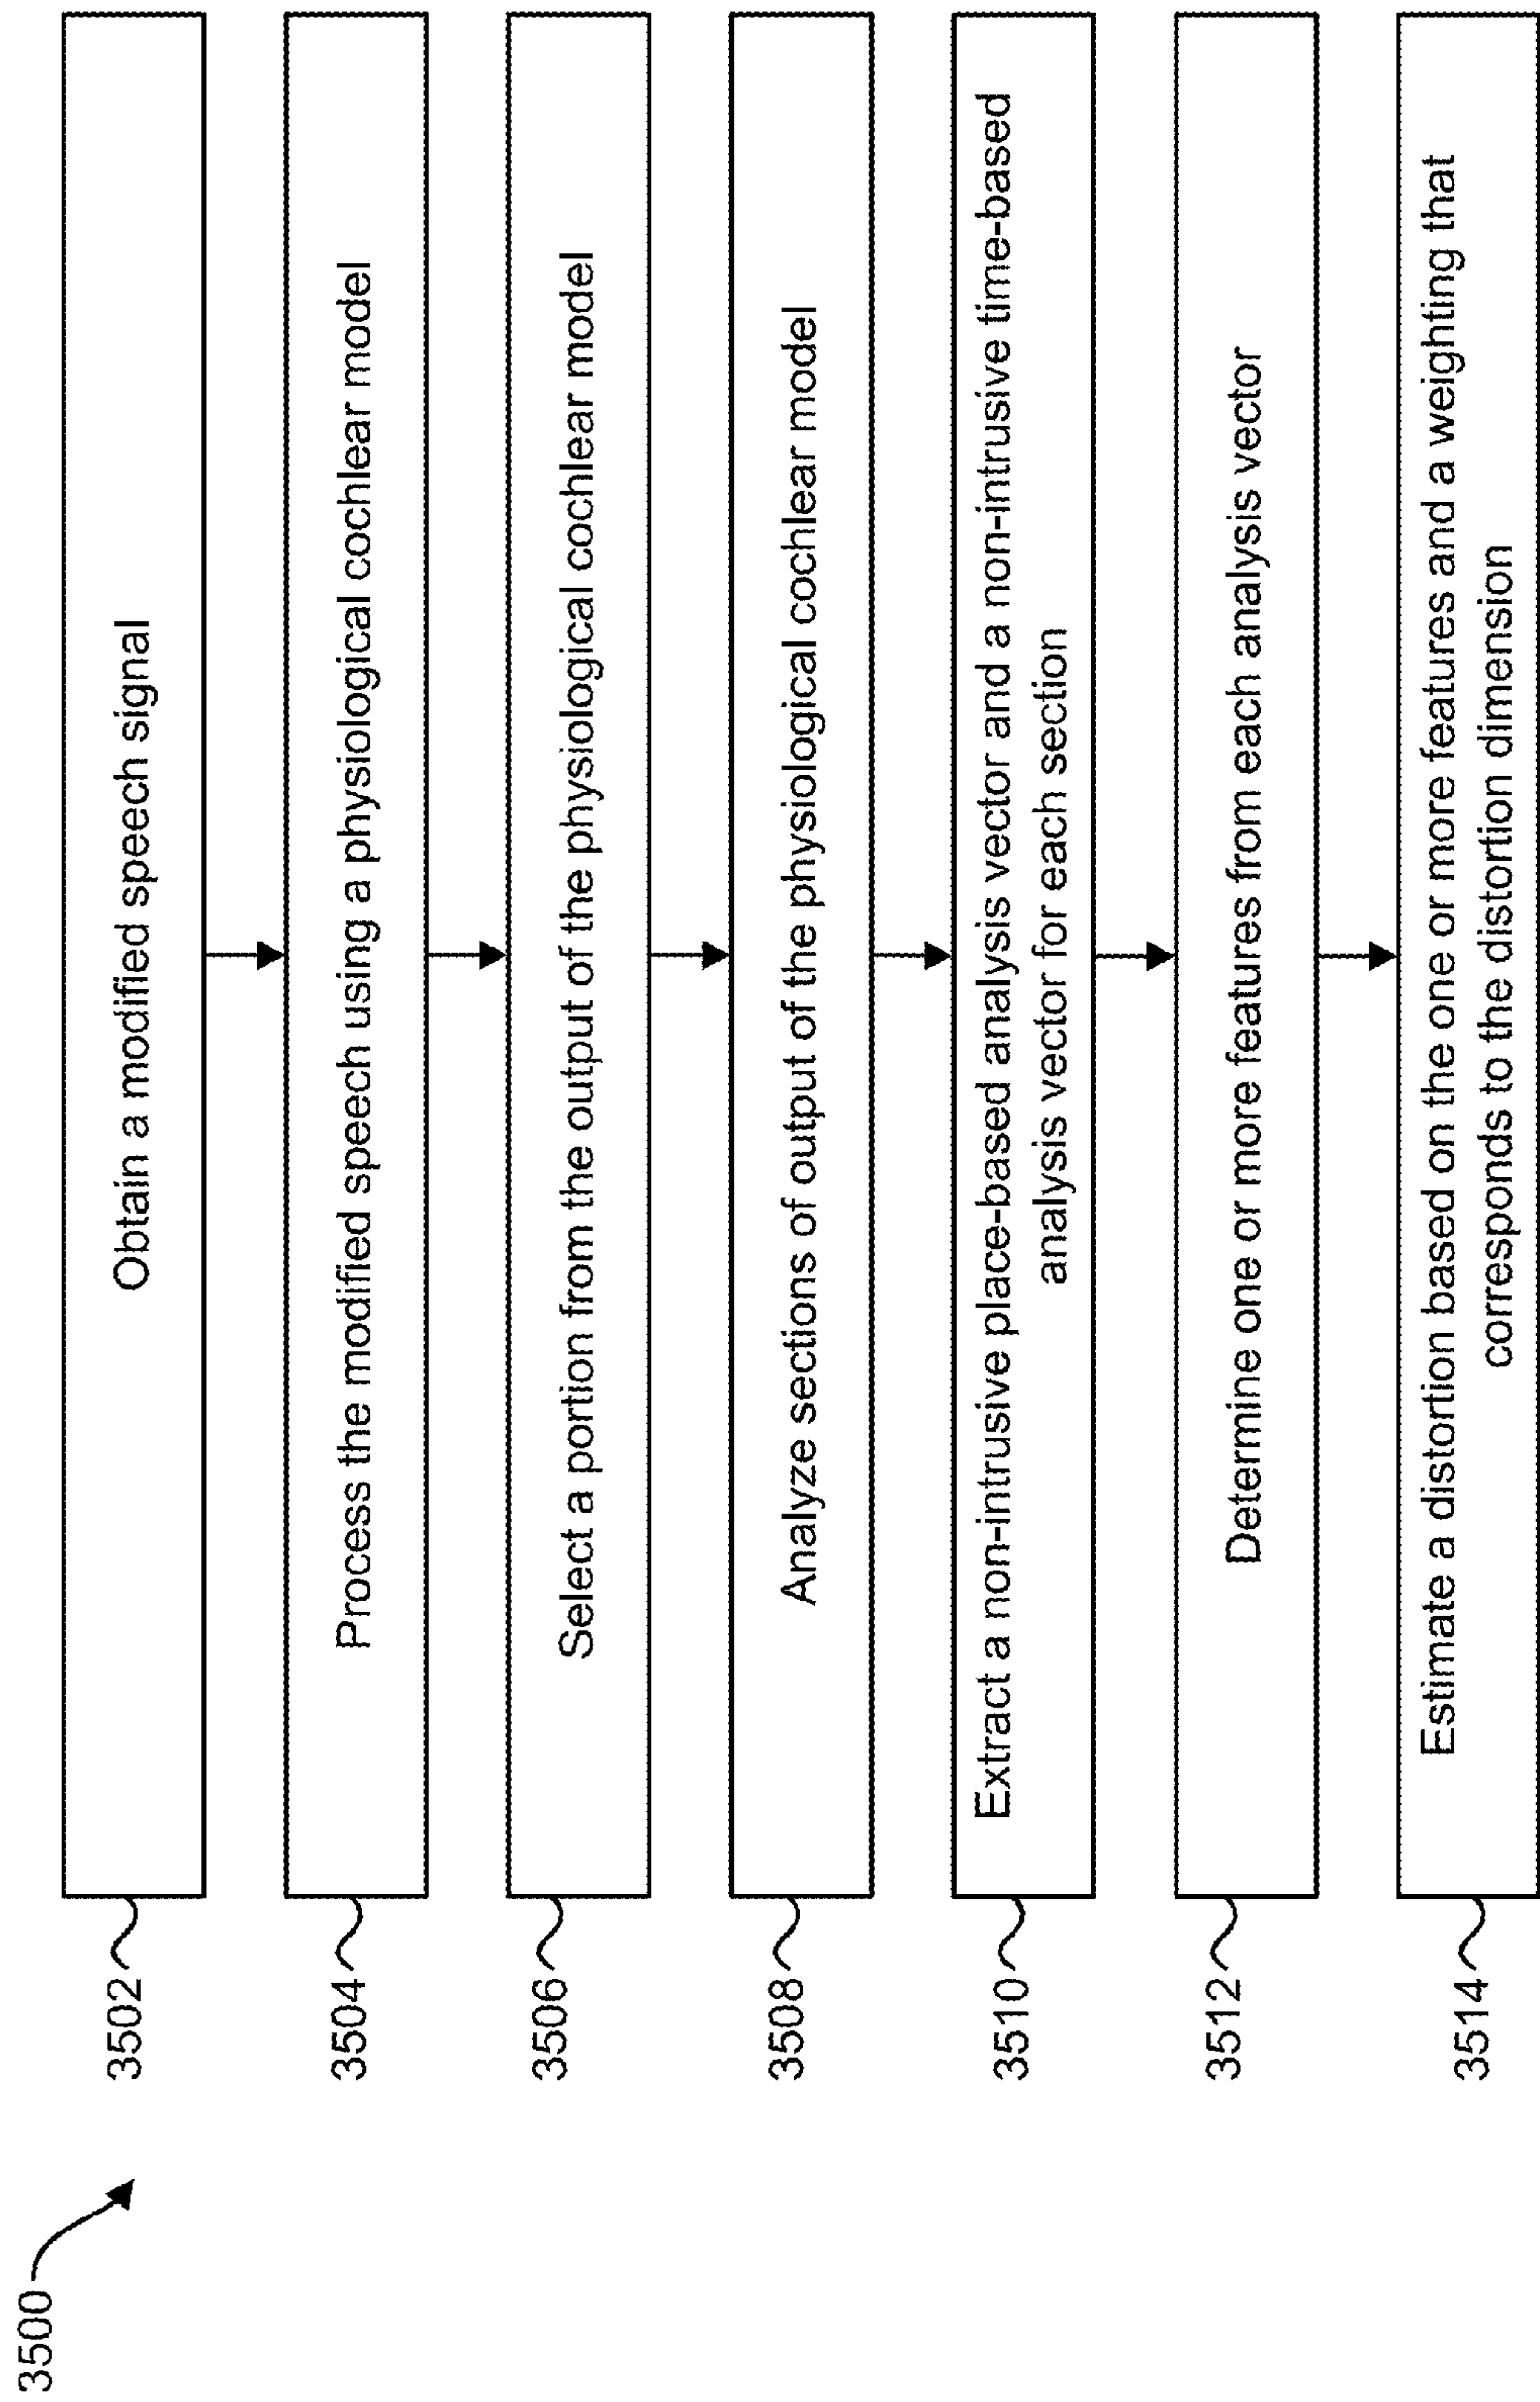 3500
3502
Obtain a modified speech signal
3504
Process the modified speech using a physiological cochlear model
3506
Select a portion from the output of the physiological cochlear model
3508
Analyze sections of output of the physiological cochlear model
3510
Extract a non-intrusive place-based analysis vector and a non-intrusive time-based
analysis vector for each section
3512
Determine one or more features from each analysis vector
3514
Estimate a distortion based on the one or more features and a weighting that
corresponds to the distortion dimension